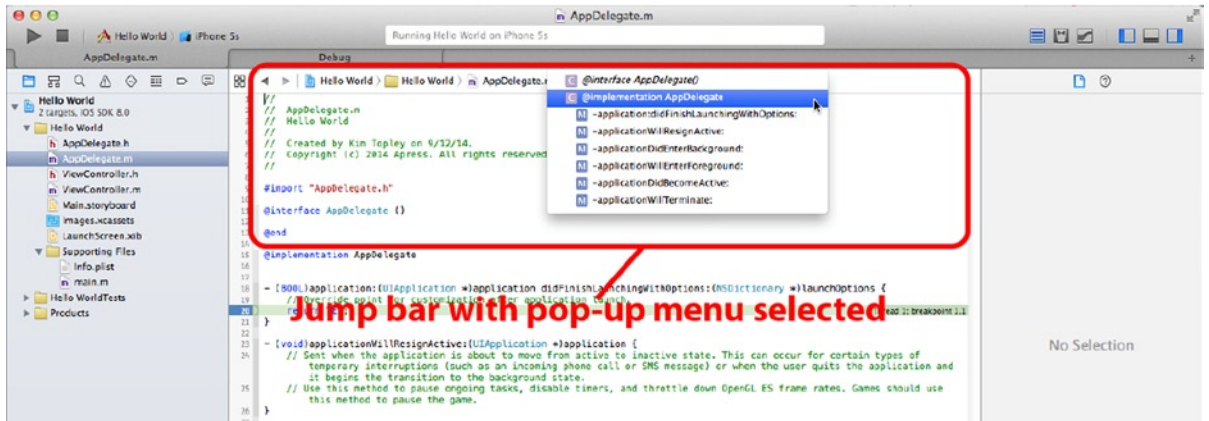 AppDelegate.m
Hello World
iPhone 5s
Running Hello World on iPhone 5s
AppDelegate.m
Debug
Hello World
2 targets, iOS SDK 8.0
Hello World
AppDelegate.h
AppDelegate.m
ViewController.h
ViewController.m
Main.storyboard
Images.xcassets
LaunchScreen.xib
Supporting Files
Info.plist
main.m
Hello WorldTests
Products
Hello World
Hello World
@interface AppDelegate()
@implementation AppDelegate
-application:didFinishLaunchingWithOptions:
-applicationWillResignActive:
-applicationDidEnterBackground:
-applicationWillEnterForeground:
-applicationDidBecomeActive:
-applicationWillTerminate:
//
// AppDelegate.m
// Hello World
//
// Created by Kim Topley on 9/12/14.
// Copyright (c) 2014 Apress. All rights reserved
//
#import "AppDelegate.h"
@interface AppDelegate ()
@end
@implementation AppDelegate
- (BOOL)application:(UIApplication *)application didFinishLaunchingWithOptions:(NSDictionary *)launchOptions {
// Override point for customization after application launch.
Jump bar with pop-up menu selected
1: breakpoint 1.1
}
- (void)applicationWillResignActive:(UIApplication *)application {
// Sent when the application is about to move from active to inactive state. This can occur for certain types of
temporary interruptions (such as an incoming phone call or SMS message) or when the user quits the application and
it begins the transition to the background state.
// Use this method to pause ongoing tasks, disable timers, and throttle down OpenGL ES frame rates. Games should use
this method to pause the game.
}
No Selection